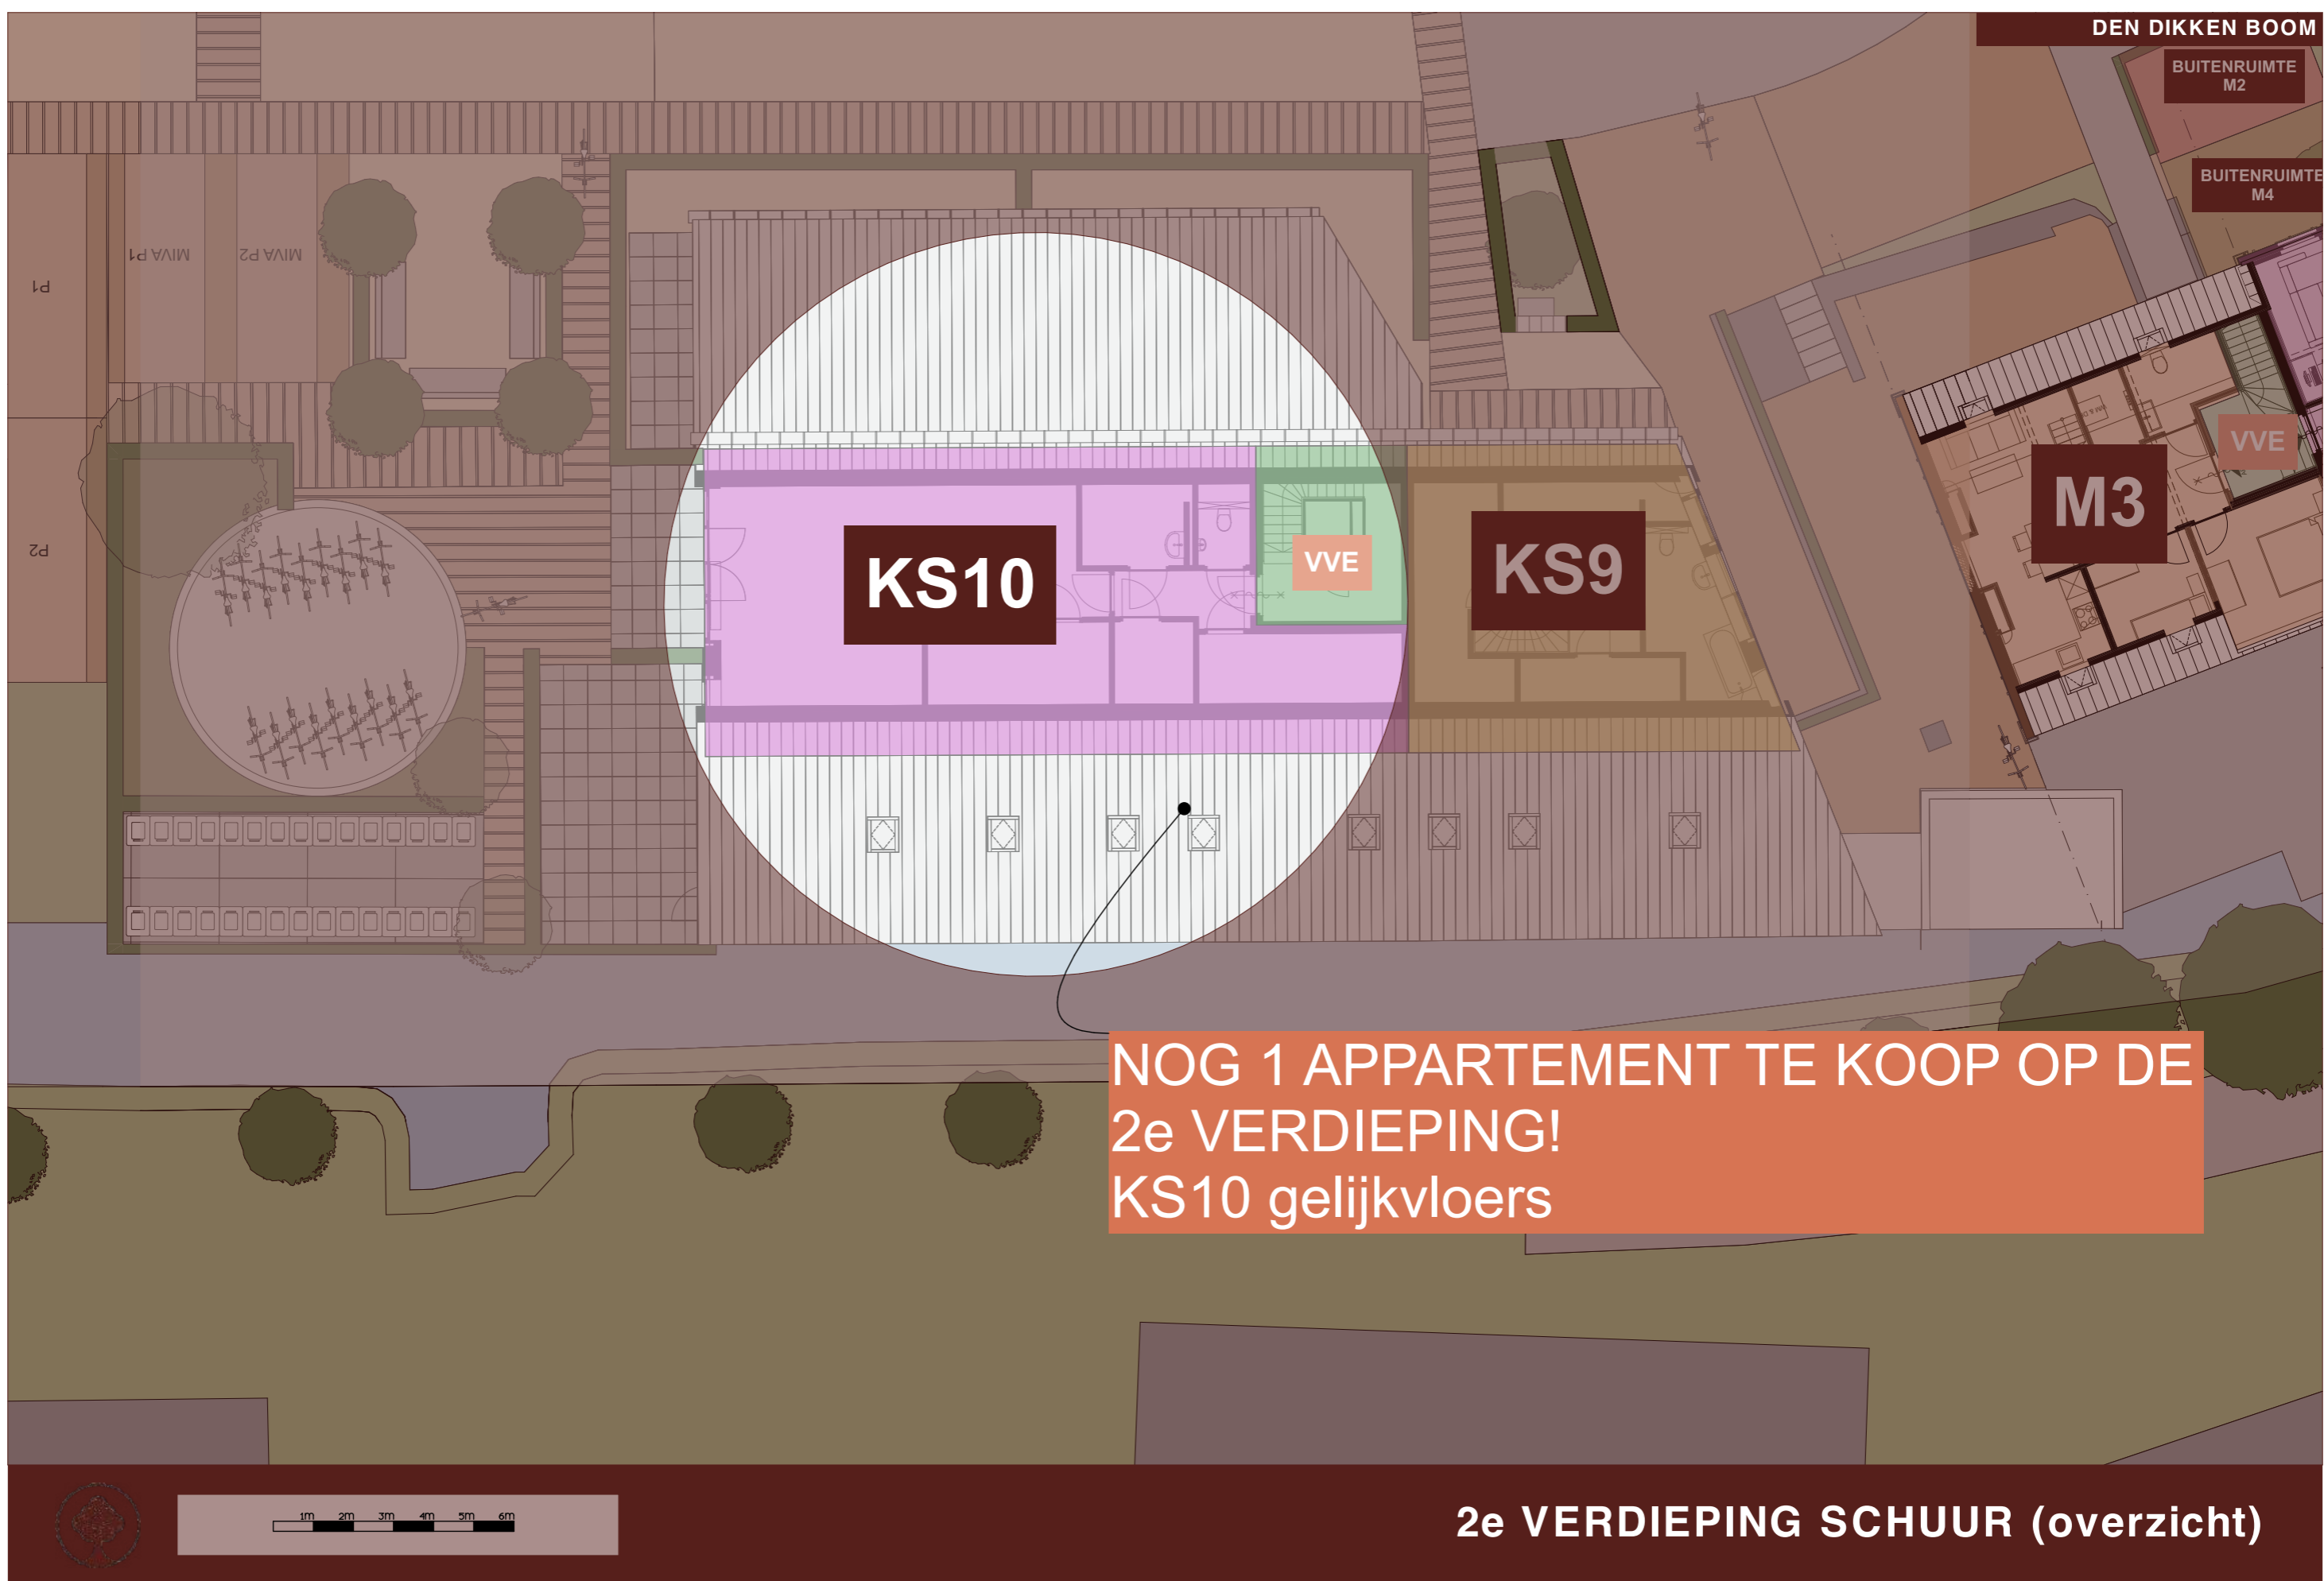 DEN DIKKEN BOOM
BUITENRUIMTE
M2
BUITENRUIMTE
M4
P1
MIVA P1
MIVA P2
P2
KS10
VVE
KS9
M3
VVE
NOG 1 APPARTEMENT TE KOOP OP DE
2e VERDIEPING!
KS10 gelijkvloers
1m 2m 3m 4m 5m 6m
2e VERDIEPING SCHUUR (overzicht)